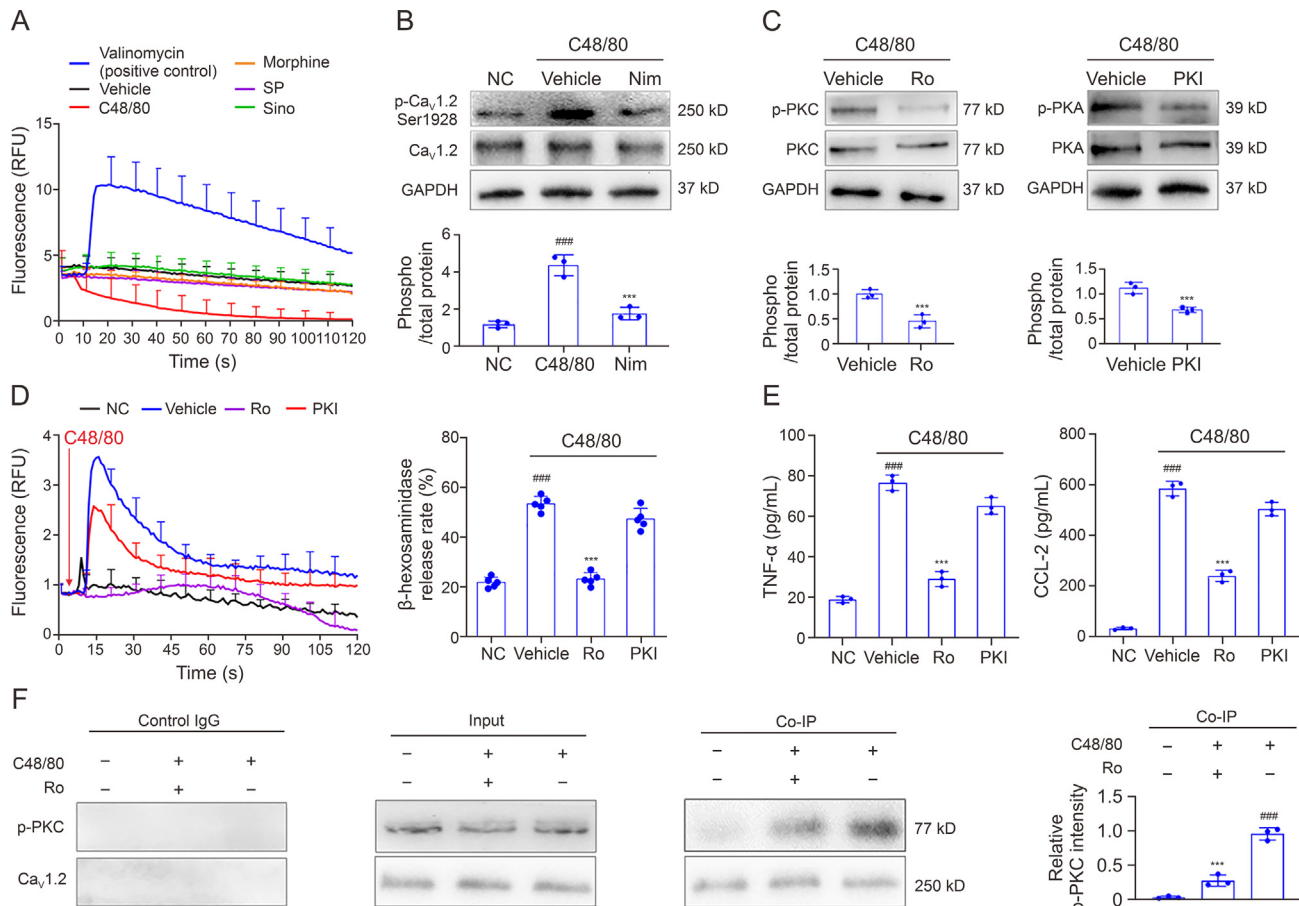 A
Valinomycin
(positive control)
Vehicle
C48/80
Morphine
SP
Sino
Fluorescence (RFU)
15
10
5
0
0 10 20 30 40 50 60 70 80 90 100110120
Time (s)
B
C48/80
NC Vehicle Nim
p-CaV1.2
Ser1928
250 kD
CaV1.2
250 kD
GAPDH
37 kD
Phospho
/total protein
6
4
2
0
###
***
NC C48/80 Nim
C
C48/80
Vehicle Ro
p-PKC
77 kD
PKC
77 kD
GAPDH
37 kD
Phospho
/total protein
1.5
1.0
0.5
0
***
Vehicle Ro
C48/80
Vehicle PKI
p-PKA
39 kD
PKA
39 kD
GAPDH
37 kD
Phospho
/total protein
1.5
1.0
0.5
0
***
Vehicle PKI
D
NC Vehicle Ro PKI
C48/80
Fluorescence (RFU)
4
3
2
1
0
0 15 30 45 60 75 90 105 120
Time (s)
β-hexosaminidase
release rate (%)
80
60
40
20
0
C48/80
###
***
NC Vehicle Ro PKI
E
TNF-α (pg/mL)
100
80
60
40
20
0
C48/80
###
***
NC Vehicle Ro PKI
CCL-2 (pg/mL)
800
600
400
200
0
C48/80
###
***
NC Vehicle Ro PKI
F
Control IgG
C48/80 – + +
Ro – + –
p-PKC
CaV1.2
Input
– + +
– + –
Co-IP
– + +
– + –
77 kD
250 kD
Co-IP
C48/80 – + +
Ro – + –
Relative
p-PKC intensity
1.5
1.0
0.5
0
***
###